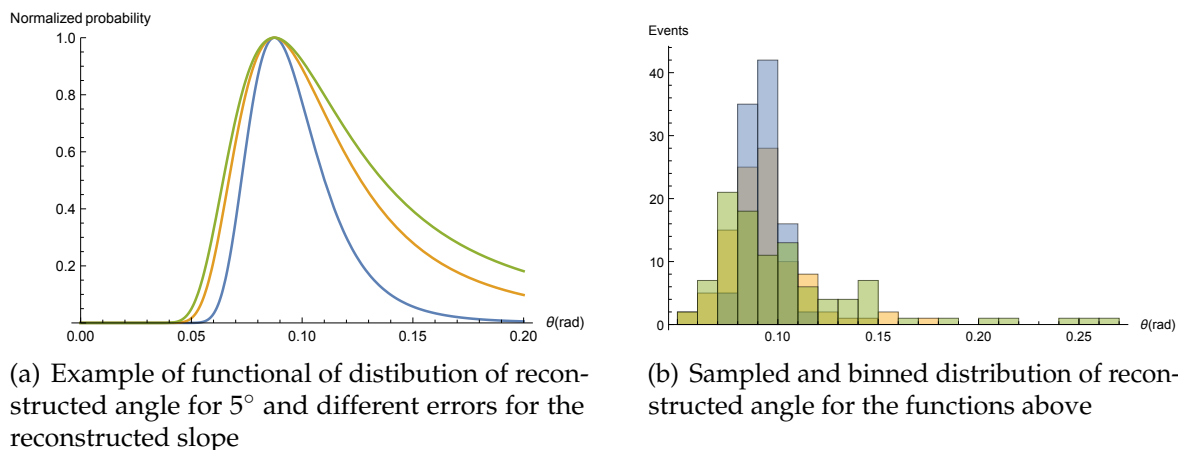 Normalized probability
1.0
0.8
0.6
0.4
0.2
0.00
0.05
0.10
0.15
0.20
θ(rad)
(a) Example of functional of distibution of recon-
structed angle for 5° and different errors for the
reconstructed slope
Events
40
30
20
10
0
0.10
0.15
0.20
0.25
θ(rad)
(b) Sampled and binned distribution of recon-
structed angle for the functions above